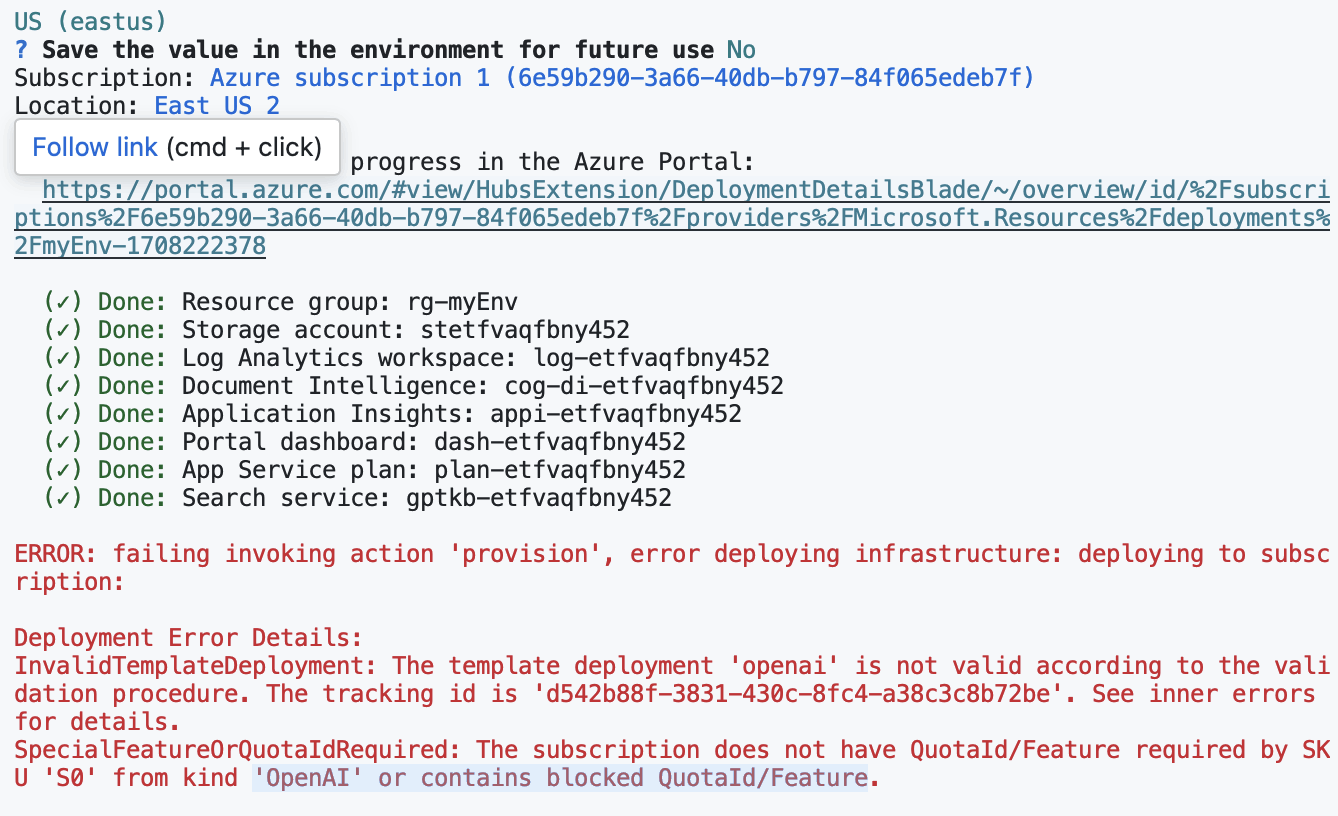 US (eastus)
? Save the value in the environment for future use No
Subscription: Azure subscription 1 (6e59b290-3a66-40db-b797-84f065edeb7f)
Location: East US 2
Follow link (cmd + click)
progress in the Azure Portal:
https://portal.azure.com/#view/HubsExtension/DeploymentDetailsBlade/~/overview/id/%2Fsubscri
ptions%2F6e59b290-3a66-40db-b797-84f065edeb7f%2Fproviders%2FMicrosoft.Resources%2Fdeployments%
2FmyEnv-1708222378
(✓) Done: Resource group: rg-myEnv
(✓) Done: Storage account: stetfvaqfbny452
(✓) Done: Log Analytics workspace: log-etfvaqfbny452
(✓) Done: Document Intelligence: cog-di-etfvaqfbny452
(✓) Done: Application Insights: appi-etfvaqfbny452
(✓) Done: Portal dashboard: dash-etfvaqfbny452
(✓) Done: App Service plan: plan-etfvaqfbny452
(✓) Done: Search service: gptkb-etfvaqfbny452
ERROR: failing invoking action 'provision', error deploying infrastructure: deploying to subsc
ription:
Deployment Error Details:
InvalidTemplateDeployment: The template deployment 'openai' is not valid according to the vali
dation procedure. The tracking id is 'd542b88f-3831-430c-8fc4-a38c3c8b72be'. See inner errors
for details.
SpecialFeatureOrQuotaIdRequired: The subscription does not have QuotaId/Feature required by SK
U 'S0' from kind 'OpenAI' or contains blocked QuotaId/Feature.